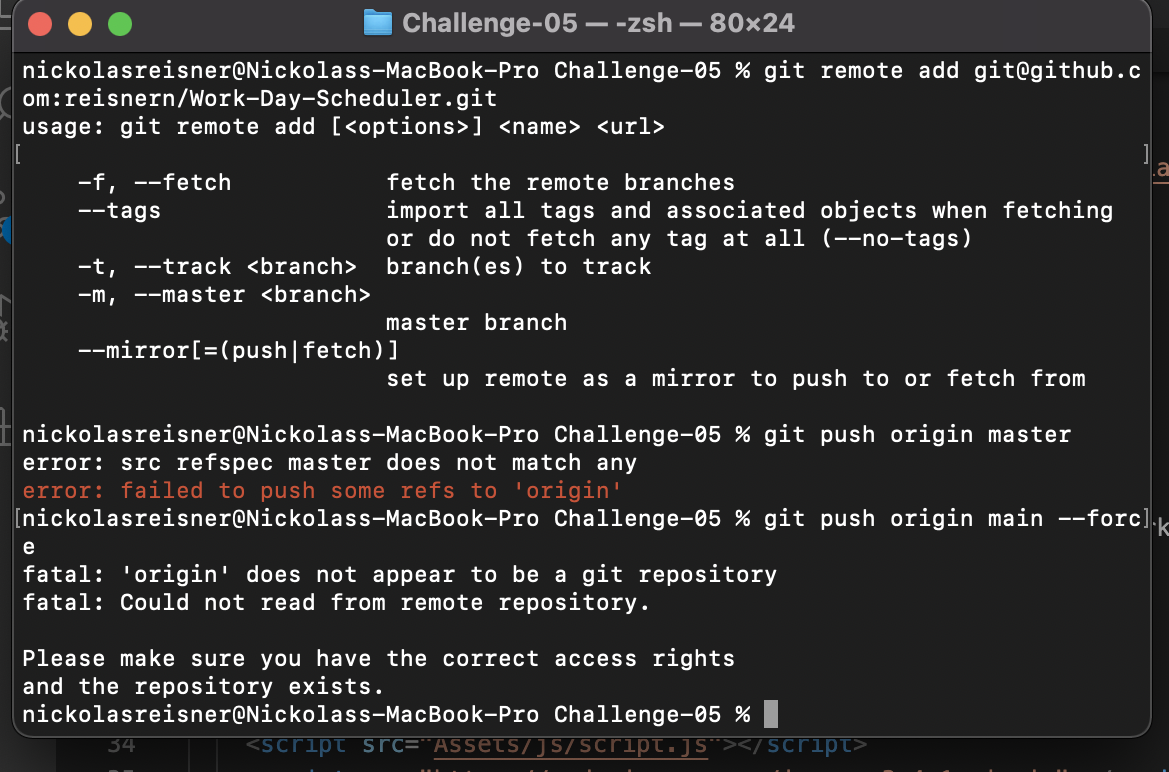 Challenge-05 — -zsh — 80×24
nickolasreisner@Nickolass-MacBook-Pro Challenge-05 % git remote add git@github.c
om:reisnern/Work-Day-Scheduler.git
usage: git remote add [<options>] <name> <url>
[ ]
-f, --fetch fetch the remote branches
--tags import all tags and associated objects when fetching
or do not fetch any tag at all (--no-tags)
-t, --track <branch> branch(es) to track
-m, --master <branch>
master branch
--mirror[=(push|fetch)]
set up remote as a mirror to push to or fetch from
nickolasreisner@Nickolass-MacBook-Pro Challenge-05 % git push origin master
error: src refspec master does not match any
error: failed to push some refs to 'origin'
[nickolasreisner@Nickolass-MacBook-Pro Challenge-05 % git push origin main --forc]
e
fatal: 'origin' does not appear to be a git repository
fatal: Could not read from remote repository.
Please make sure you have the correct access rights
and the repository exists.
nickolasreisner@Nickolass-MacBook-Pro Challenge-05 %
34 <script src="Assets/js/script.js"></script>